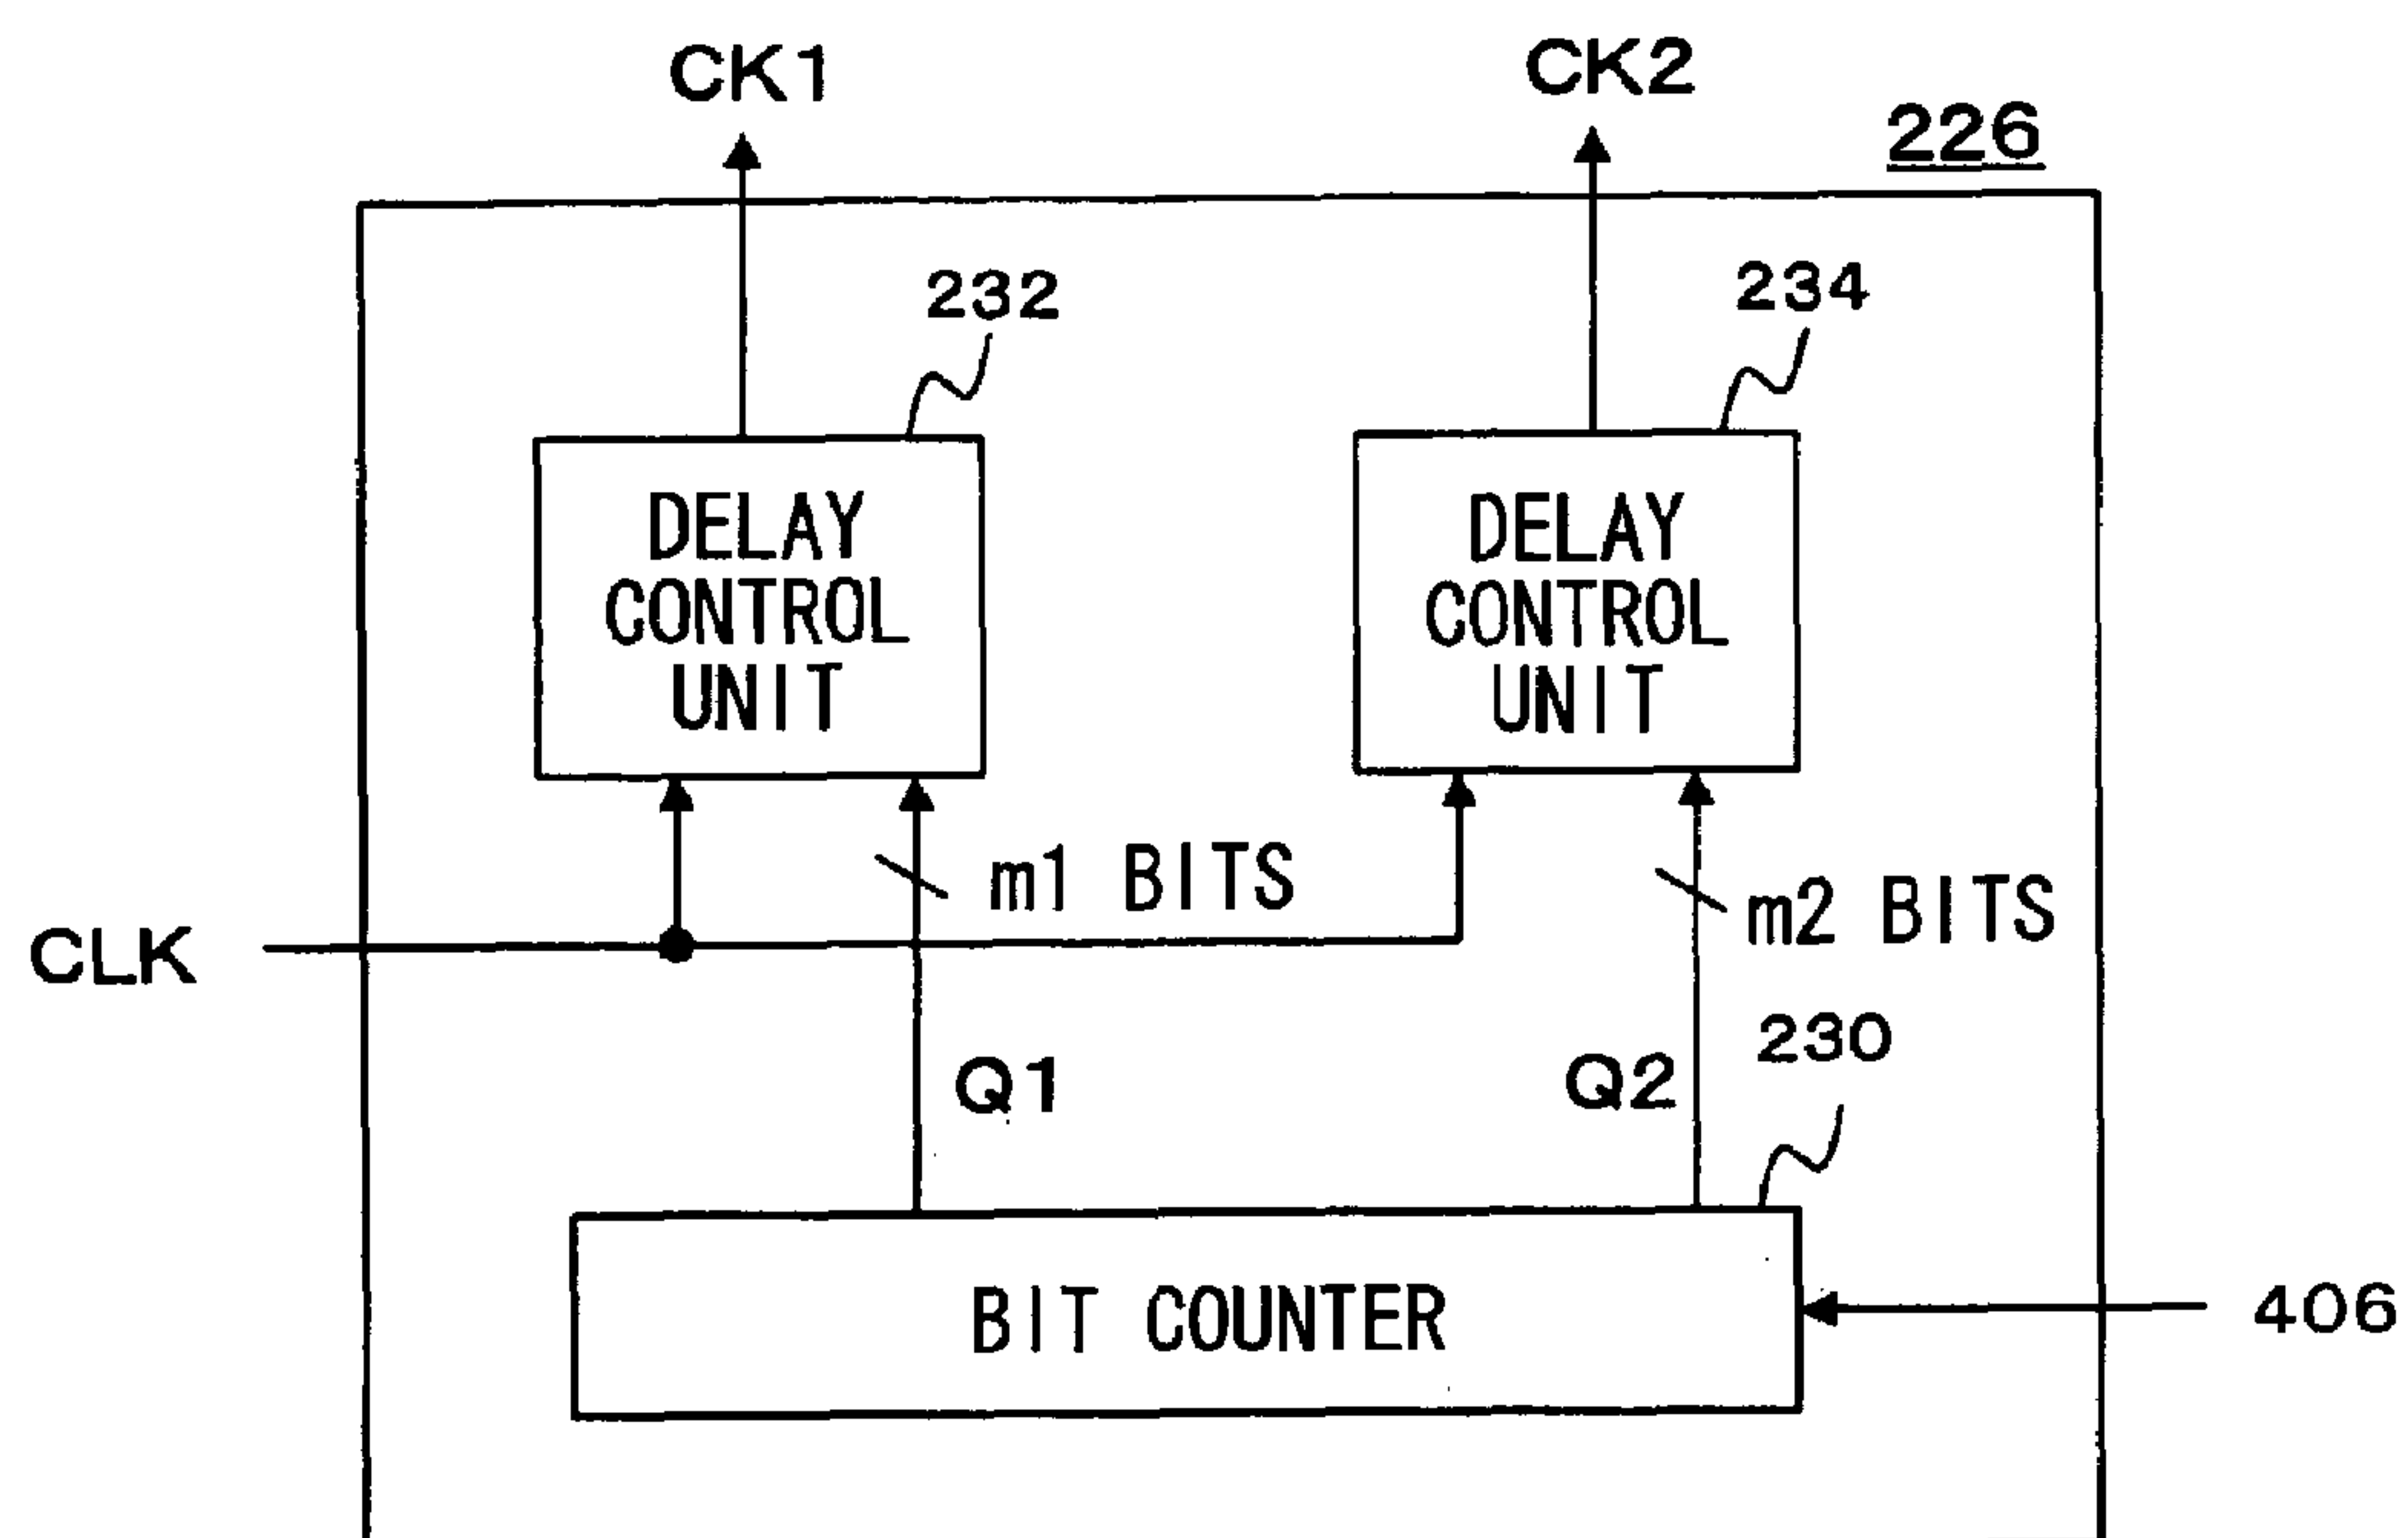 CK1
CK2
226
232
234
DELAY
CONTROL
UNIT
DELAY
CONTROL
UNIT
m1 BITS
m2 BITS
CLK
230
Q1
Q2
BIT COUNTER
406